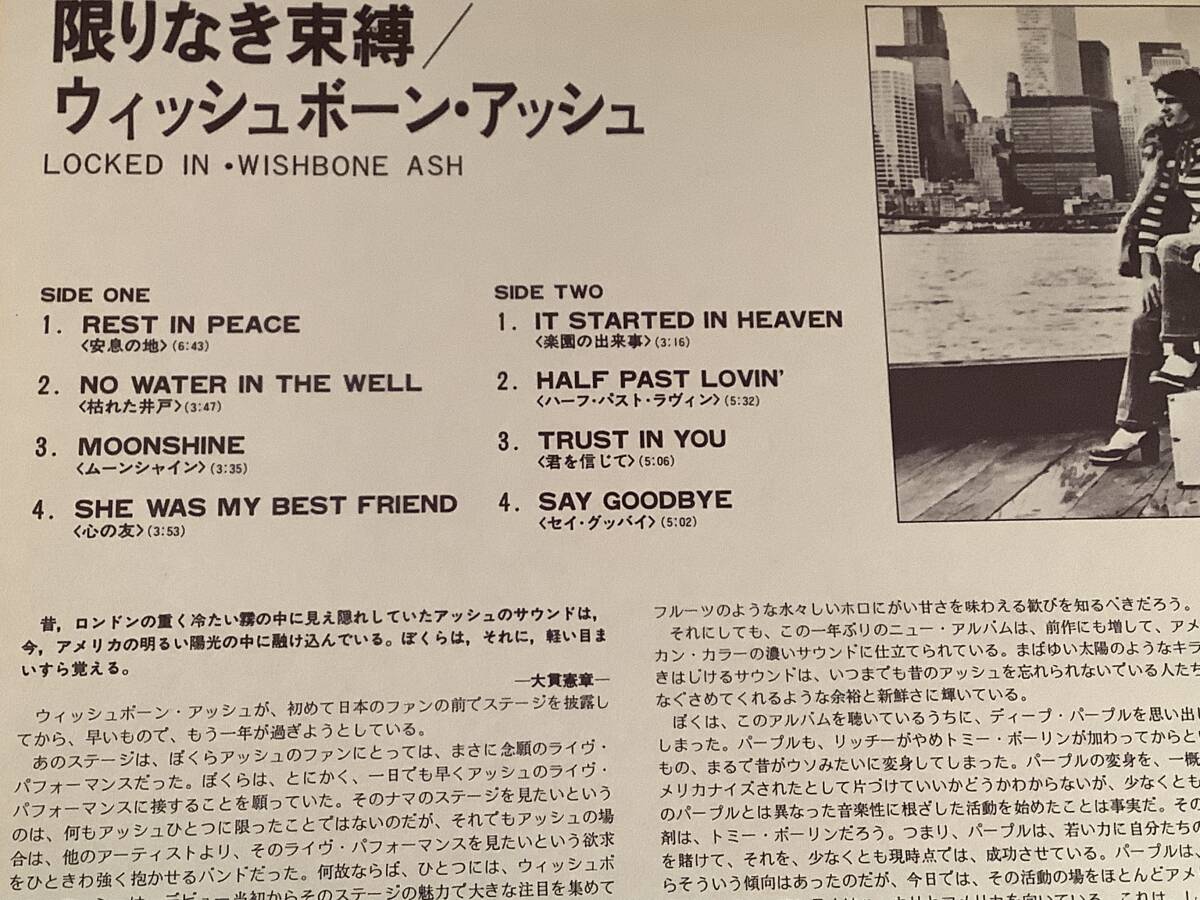 限りなき束縛／
ウィッシュボーン・アッシュ
LOCKED IN •WISHBONE ASH
SIDE ONE
1. REST IN PEACE
〈安息の地〉(6:43)
2. NO WATER IN THE WELL
〈枯れた井戸〉(3:47)
3. MOONSHINE
〈ムーンシャイン〉(3:35)
4. SHE WAS MY BEST FRIEND
〈心の友〉(3:53)
SIDE TWO
1. IT STARTED IN HEAVEN
〈楽園の出来事〉(3:16)
2. HALF PAST LOVIN'
〈ハーフ・パスト・ラヴィン〉(5:32)
3. TRUST IN YOU
〈君を信じて〉(5:06)
4. SAY GOODBYE
〈セイ・グッバイ〉(5:02)
昔，ロンドンの重く冷たい霧の中に見え隠れしていたアッシュのサウンドは，
今，アメリカの明るい陽光の中に融け込んでいる。ぼくらは，それに，軽い目ま
いすら覚える。
—大貫憲章—
ウィッシュボーン・アッシュが、初めて日本のファンの前でステージを披露し
てから、早いもので、もう一年が過ぎようとしている。
あのステージは、ぼくらアッシュのファンにとっては、まさに念願のライヴ・
パフォーマンスだった。ぼくらは、とにかく、一日でも早くアッシュのライヴ・
パフォーマンスに接することを願っていた。そのナマのステージを見たいという
のは、何もアッシュひとつに限ったことではないのだが、それでもアッシュの場
合は、他のアーティストより、そのライヴ・パフォーマンスを見たいという欲求
をひときわ強く抱かせるバンドだった。何故ならば、ひとつには、ウィッシュボ
デビュー当初からそのステージの魅力で大きな注目を集めて
フルーツのような水々しいホロにがい甘さを味わえる歓びを知るべきだろう。
それにしても、この一年ぶりのニュー・アルバムは、前作にも増して、アメ
カン・カラーの濃いサウンドに仕立てられている。まばゆい太陽のようなキラ
きはじけるサウンドは、いつまでも昔のアッシュを忘れられないでいる人たち
なぐさめてくれるような余裕と新鮮さに輝いている。
ぼくは、このアルバムを聴いているうちに、ディープ・パープルを思い出し
しまった。パープルも、リッチーがやめトミー・ボーリンが加わってからとい
もの、まるで昔がウソみたいに変身してしまった。パープルの変身を、一概
メリカナイズされたとして片づけていいかどうかわからないが、少なくとも
のパープルとは異なった音楽性に根ざした活動を始めたことは事実だ。その
剤は、トミー・ボーリンだろう。つまり、パープルは、若い力に自分たちの
を賭けて、それを、少なくとも現時点では、成功させている。パープルは、
らそういう傾向はあったのだが、今日では、その活動の場をほとんどアメ